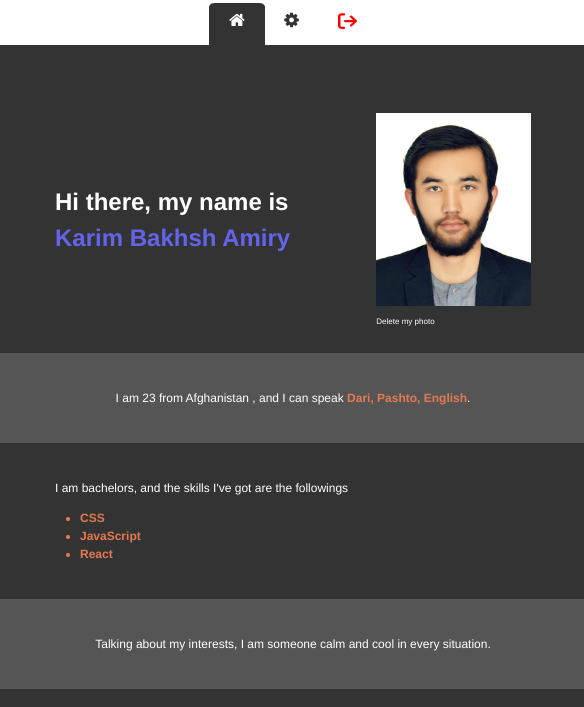 Hi there, my name is
Karim Bakhsh Amiry
Delete my photo
I am 23 from Afghanistan , and I can speak Dari, Pashto, English.
I am bachelors, and the skills I've got are the followings
CSS
JavaScript
React
Talking about my interests, I am someone calm and cool in every situation.